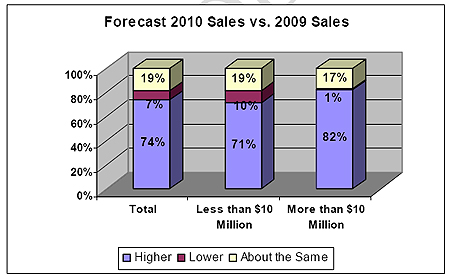 Forecast 2010 Sales vs. 2009 Sales
100%
80%
60%
40%
20%
0%
19% 19% 17%
7% 10% 1%
74% 71% 82%
Total Less than $10 Million More than $10 Million
Higher Lower About the Same